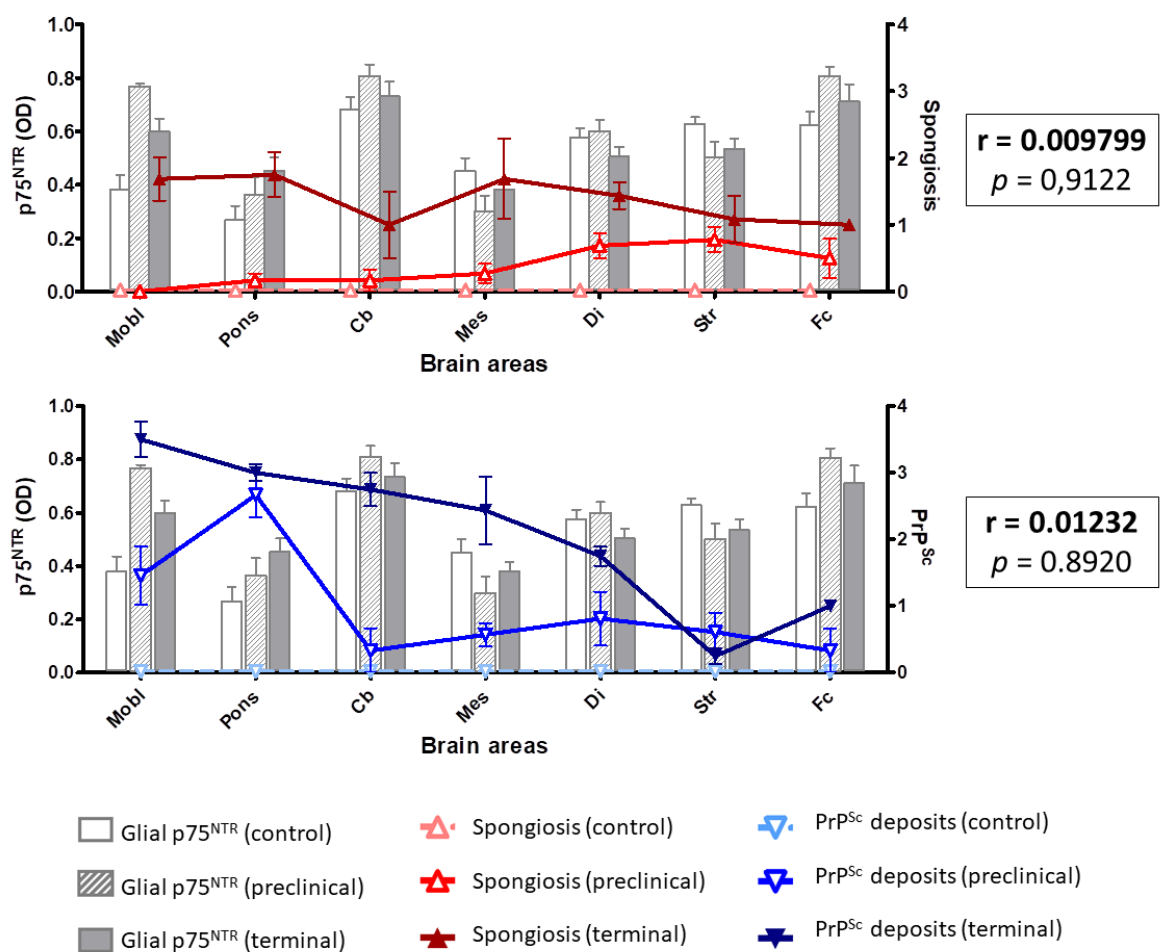 1.0
0.8
0.6
0.4
0.2
0.0
p75NTR (OD)
4
3
2
1
0
Spongiosis
Mobl
Pons
Cb
Mes
Di
Str
Fc
Brain areas
r = 0.009799
p = 0,9122
1.0
0.8
0.6
0.4
0.2
0.0
p75NTR (OD)
4
3
2
1
0
PrPSc
Mobl
Pons
Cb
Mes
Di
Str
Fc
Brain areas
r = 0.01232
p = 0.8920
Glial p75NTR (control)
Spongiosis (control)
PrPSc deposits (control)
Glial p75NTR (preclinical)
Spongiosis (preclinical)
PrPSc deposits (preclinical)
Glial p75NTR (terminal)
Spongiosis (terminal)
PrPSc deposits (terminal)